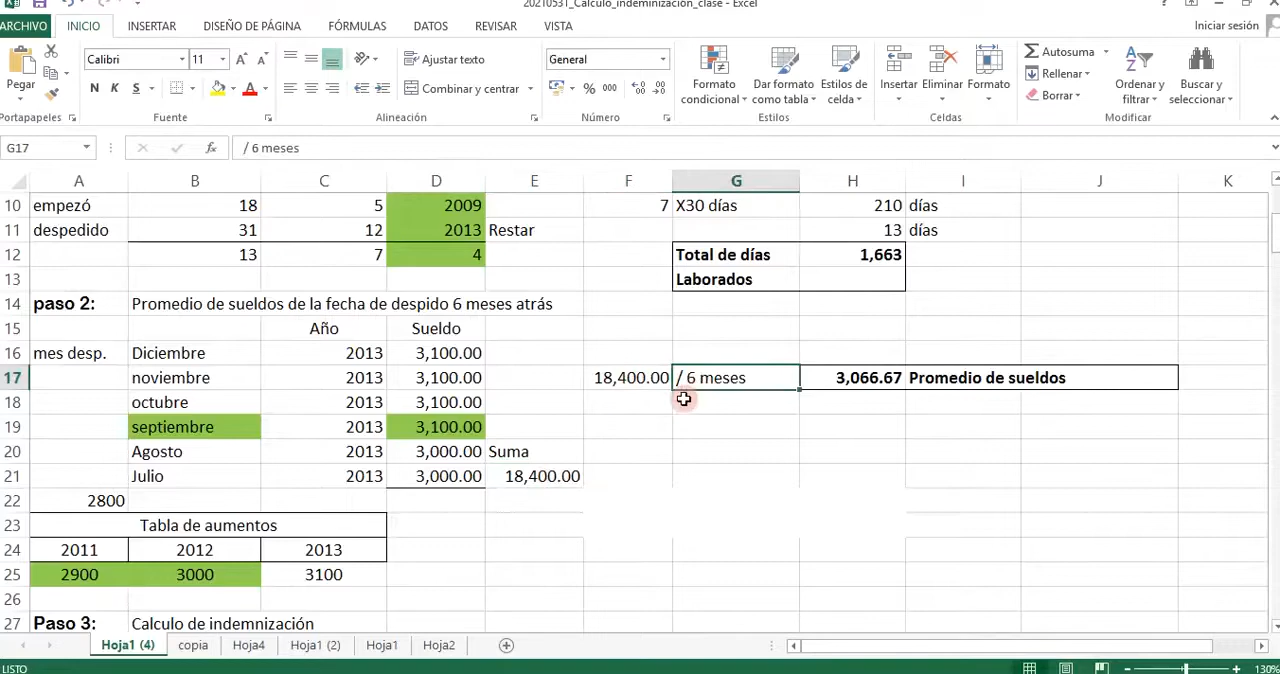 20210531_Calculo_indeminización_clase - Excel
ARCHIVO INICIO INSERTAR DISEÑO DE PÁGINA FÓRMULAS DATOS REVISAR VISTA Iniciar sesión
Pegar
Calibri 11
N K S
Ajustar texto
Combinar y centrar
General
% 000
Formato condicional
Dar formato como tabla
Estilos de celda
Insertar Eliminar Formato
Autosuma
Rellenar
Borrar
Ordenar y filtrar
Buscar y seleccionar
Portapapeles Fuente Alineación Número Estilos Celdas Modificar
G17 fx / 6 meses
A B C D E F G H I J K
10 empezó 18 5 2009 7 X30 días 210 días
11 despedido 31 12 2013 Restar 13 días
12 13 7 4 Total de días 1,663
13 Laborados
14 paso 2: Promedio de sueldos de la fecha de despido 6 meses atrás
15 Año Sueldo
16 mes desp. Diciembre 2013 3,100.00
17 noviembre 2013 3,100.00 18,400.00 / 6 meses 3,066.67 Promedio de sueldos
18 octubre 2013 3,100.00
19 septiembre 2013 3,100.00
20 Agosto 2013 3,000.00 Suma
21 Julio 2013 3,000.00 18,400.00
22 2800
23 Tabla de aumentos
24 2011 2012 2013
25 2900 3000 3100
26
27 Paso 3: Calculo de indemnización
Hoja1 (4) copia Hoja4 Hoja1 (2) Hoja1 Hoja2
LISTO 130%